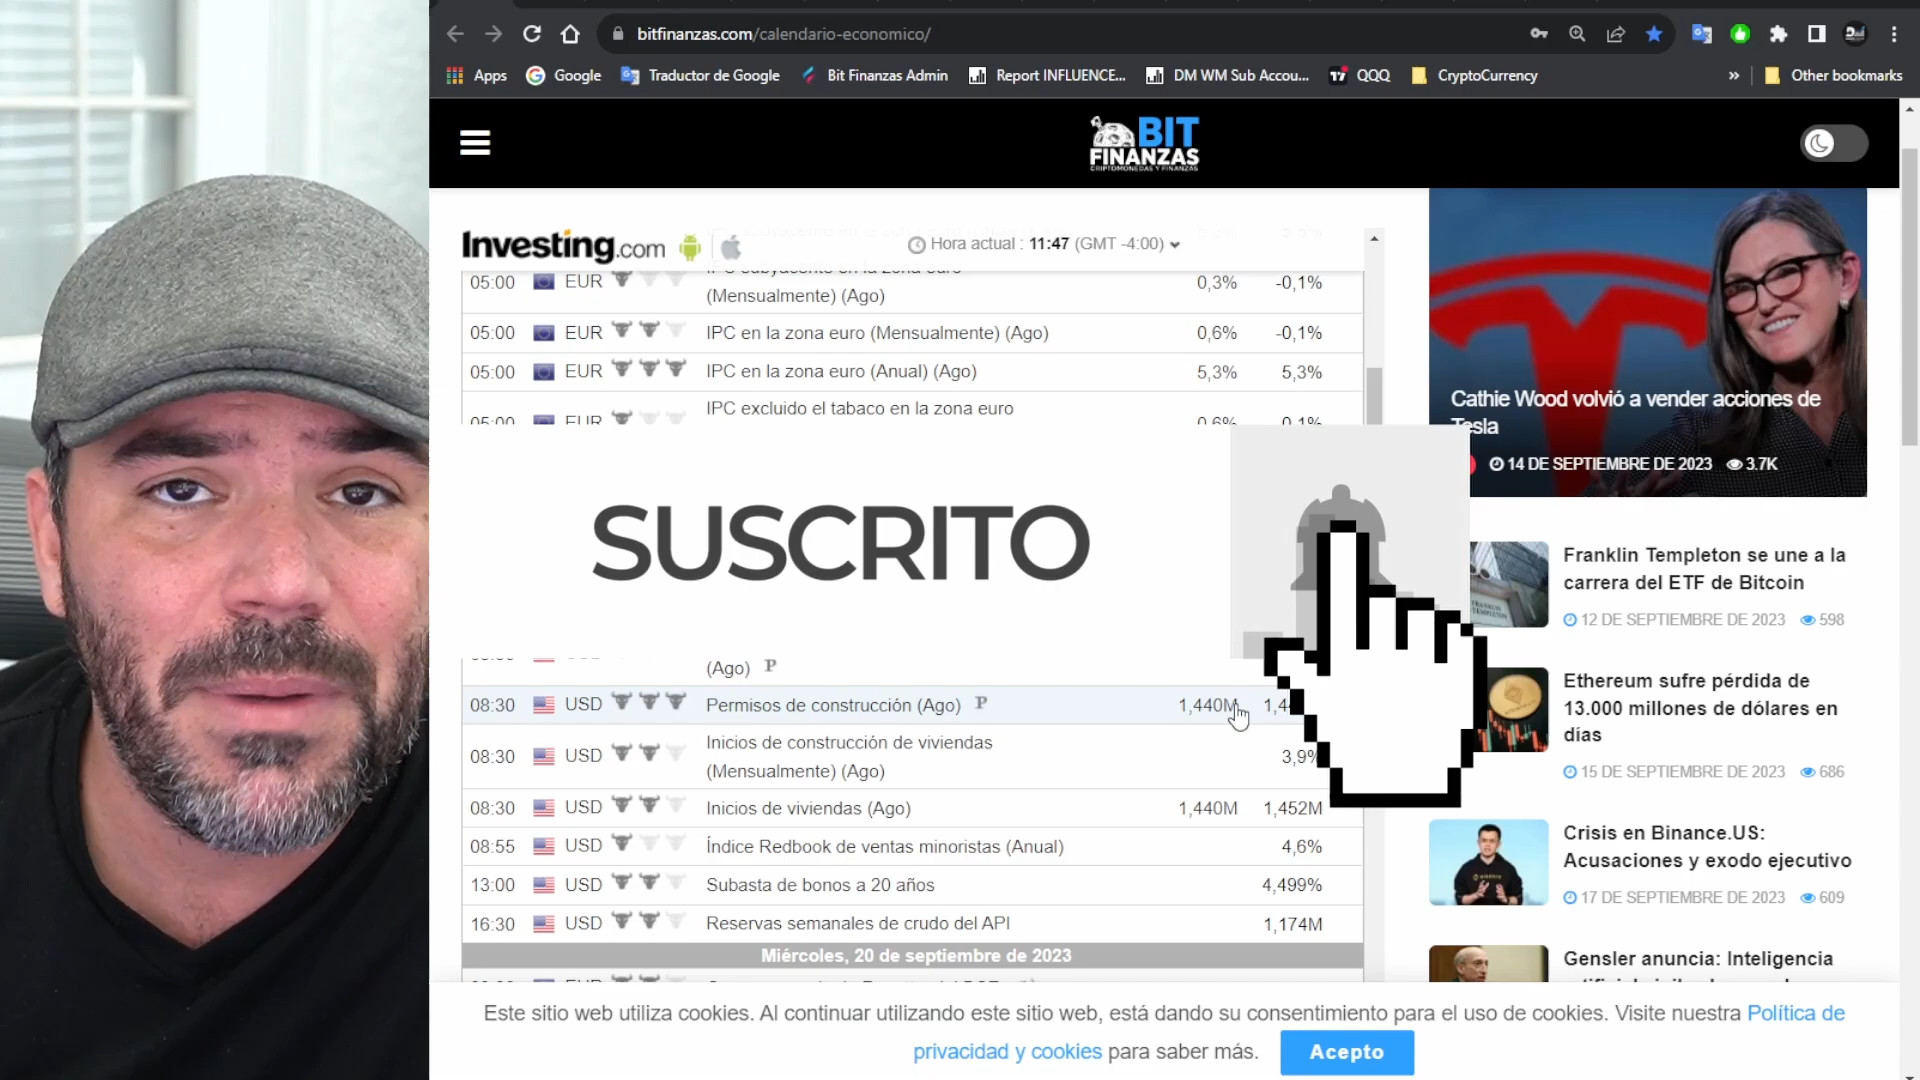 bitfinanzas.com/calendario-economico/
Apps Google Traductor de Google Bit Finanzas Admin Report INFLUENCE... DM WM Sub Accou... QQQ CryptoCurrency » Other bookmarks
BIT
FINANZAS
CRIPTOMONEDAS Y FINANZAS
Investing.com Hora actual : 11:47 (GMT -4:00)
05:00 EUR (Mensualmente) (Ago) 0,3% -0,1%
05:00 EUR IPC en la zona euro (Mensualmente) (Ago) 0,6% -0,1%
05:00 EUR IPC en la zona euro (Anual) (Ago) 5,3% 5,3%
05:00 EUR IPC excluido el tabaco en la zona euro 0,6% 0,1%
SUSCRITO
(Ago) P
08:30 USD Permisos de construcción (Ago) P 1,440M
08:30 USD Inicios de construcción de viviendas
(Mensualmente) (Ago) 3,9%
08:30 USD Inicios de viviendas (Ago) 1,440M 1,452M
08:55 USD Índice Redbook de ventas minoristas (Anual) 4,6%
13:00 USD Subasta de bonos a 20 años 4,499%
16:30 USD Reservas semanales de crudo del API 1,174M
Miércoles, 20 de septiembre de 2023
Cathie Wood volvió a vender acciones de
Tesla
14 DE SEPTIEMBRE DE 2023 3.7K
Franklin Templeton se une a la
carrera del ETF de Bitcoin
12 DE SEPTIEMBRE DE 2023 598
Ethereum sufre pérdida de
13.000 millones de dólares en
días
15 DE SEPTIEMBRE DE 2023 686
Crisis en Binance.US:
Acusaciones y exodo ejecutivo
17 DE SEPTIEMBRE DE 2023 609
Gensler anuncia: Inteligencia
Este sitio web utiliza cookies. Al continuar utilizando este sitio web, está dando su consentimiento para el uso de cookies. Visite nuestra Política de
privacidad y cookies para saber más. Acepto